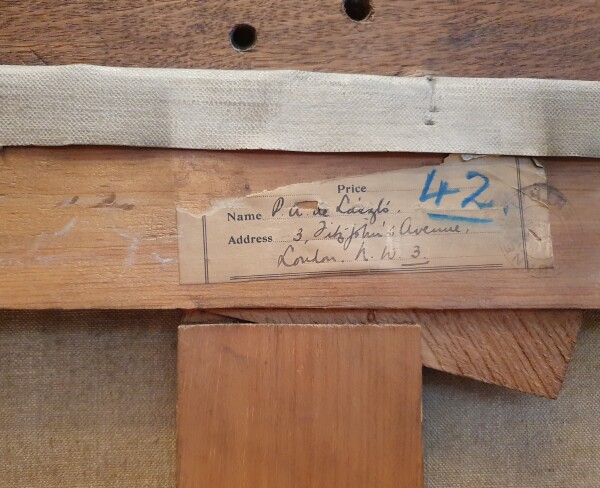 Price
42.
Name P. A. de László.
Address 3, Fitzjohn's Avenue,
London. N. W. 3.